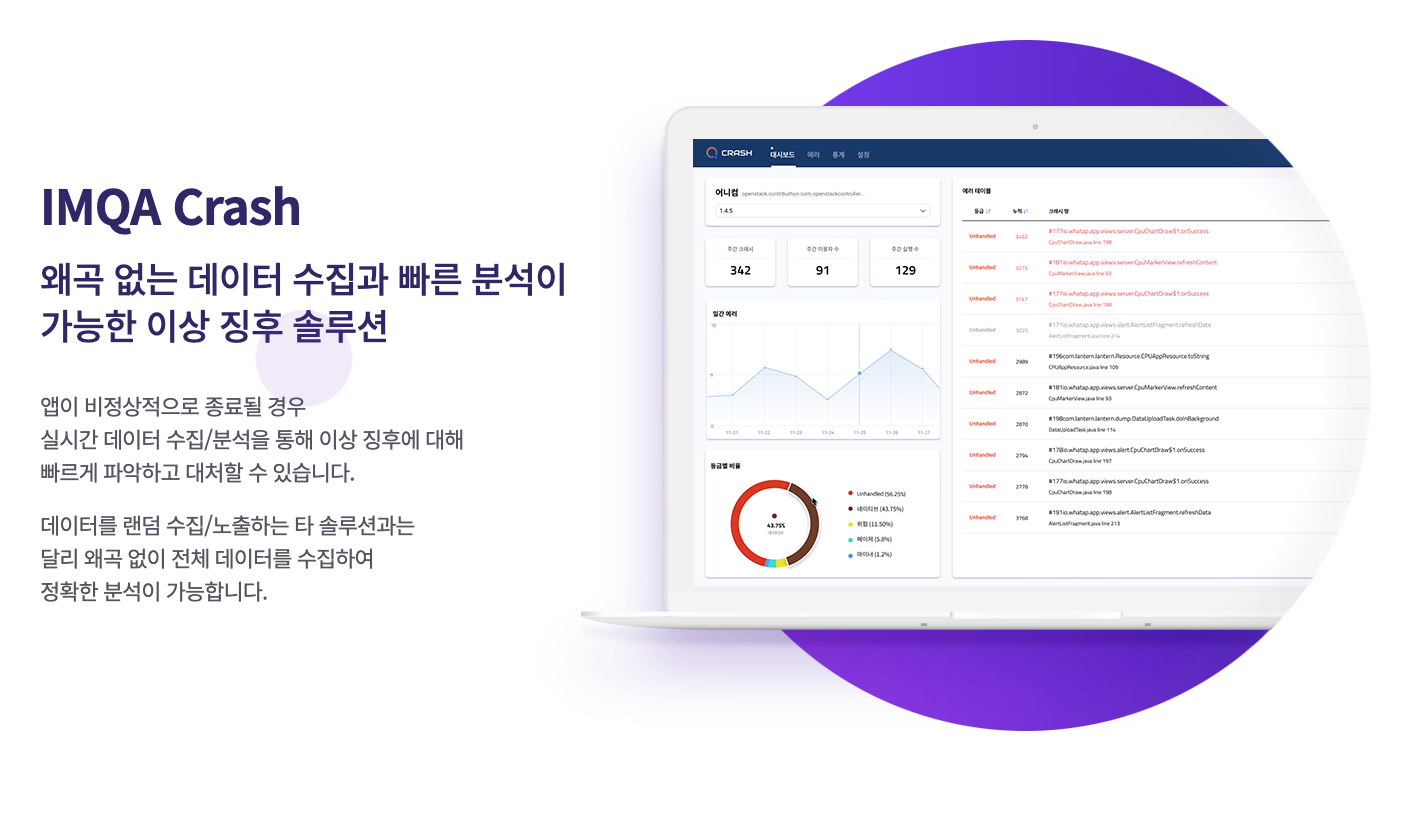 IMQA Crash
왜곡 없는 데이터 수집과 빠른 분석이
가능한 이상 징후 솔루션
앱이 비정상적으로 종료될 경우
실시간 데이터 수집/분석을 통해 이상 징후에 대해
빠르게 파악하고 대처할 수 있습니다.
데이터를 랜덤 수집/노출하는 타 솔루션과는
달리 왜곡 없이 전체 데이터를 수집하여
정확한 분석이 가능합니다.
CRASH 대시보드 에러 통계 설정
어니컴 openstack.contributhon.com.openstackcontroller...
1.4.5
주간 크래시 주간 이용자 수 주간 실행 수
342 91 129
일간 에러
10
5
0
11-21 11-22 11-23 11-24 11-25 11-26 11-27
등급별 비율
43.75%
네이티브
Unhandled (56.25%)
네이티브 (43.75%)
위험 (11.50%)
메이저 (5.8%)
마이너 (1.2%)
에러 테이블
등급 ↓↑ 누적 ↓↑ 크래시 명
Unhandled 3452 #177io.whatap.app.views.server.CpuChartDraw$1.onSuccess
CpuChartDraw.java line 198
Unhandled 3215 #181io.whatap.app.views.server.CpuMarkerView.refreshContent
CpuMarkerView.java line 93
Unhandled 3147 #177io.whatap.app.views.server.CpuChartDraw$1.onSuccess
CpuChartDraw.java line 198
Unhandled 3025 #171io.whatap.app.views.alert.AlertListFragment.refreshData
AlertListFragment.java line 214
Unhandled 2989 #196com.lantern.lantern.Resource.CPUAppResource.toString
CPUAppResource.java line 109
Unhandled 2872 #181io.whatap.app.views.server.CpuMarkerView.refreshContent
CpuMarkerView.java line 93
Unhandled 2870 #198com.lantern.lantern.dump.DataUploadTask.doInBackground
DataUploadTask.java line 114
Unhandled 2794 #178io.whatap.app.views.alert.CpuChartDraw$1.onSuccess
CpuChartDraw.java line 197
Unhandled 2778 #177io.whatap.app.views.server.CpuChartDraw$1.onSuccess
CpuChartDraw.java line 198
Unhandled 3768 #191io.whatap.app.views.alert.AlertListFragment.refreshData
AlertListFragment.java line 213